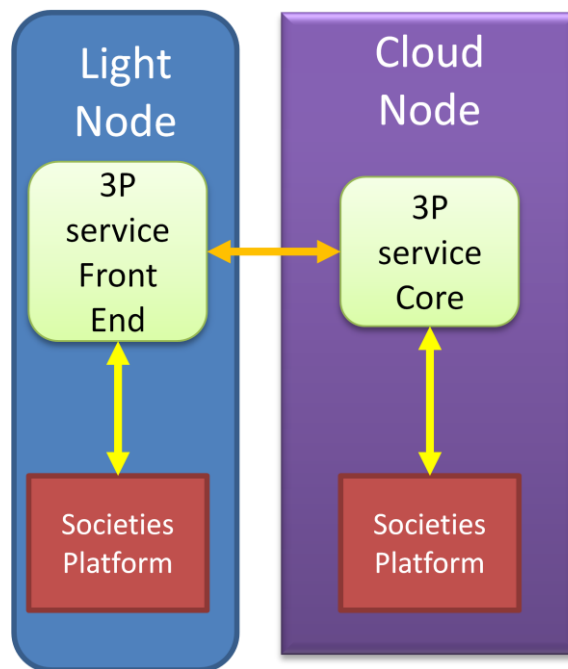 Light
Node
3P
service
Front
End
Societies
Platform
Cloud
Node
3P
service
Core
Societies
Platform